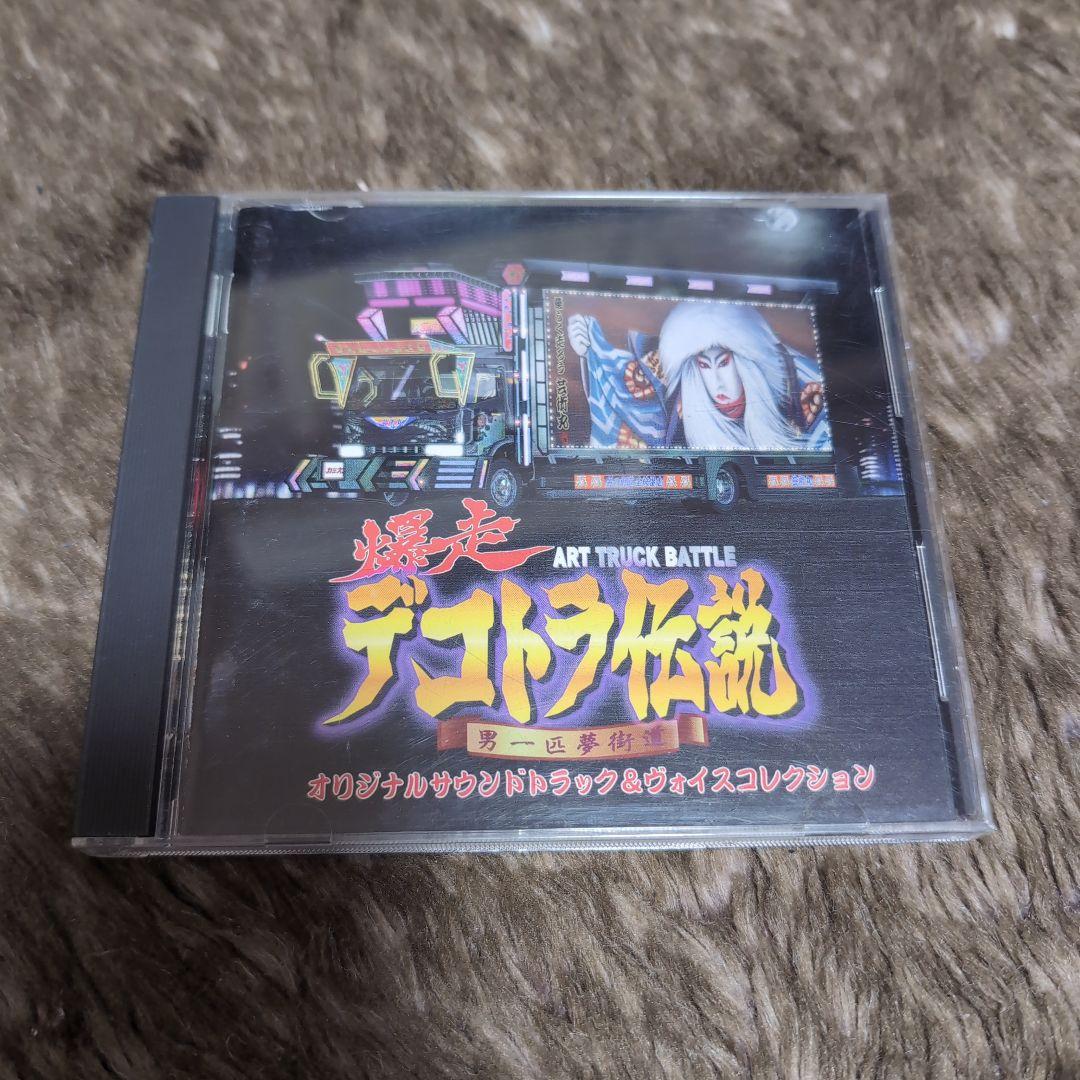 爆走
ART TRUCK BATTLE
デコトラ伝説
男一匹夢街道
オリジナルサウンドトラック&ヴォイスコレクション